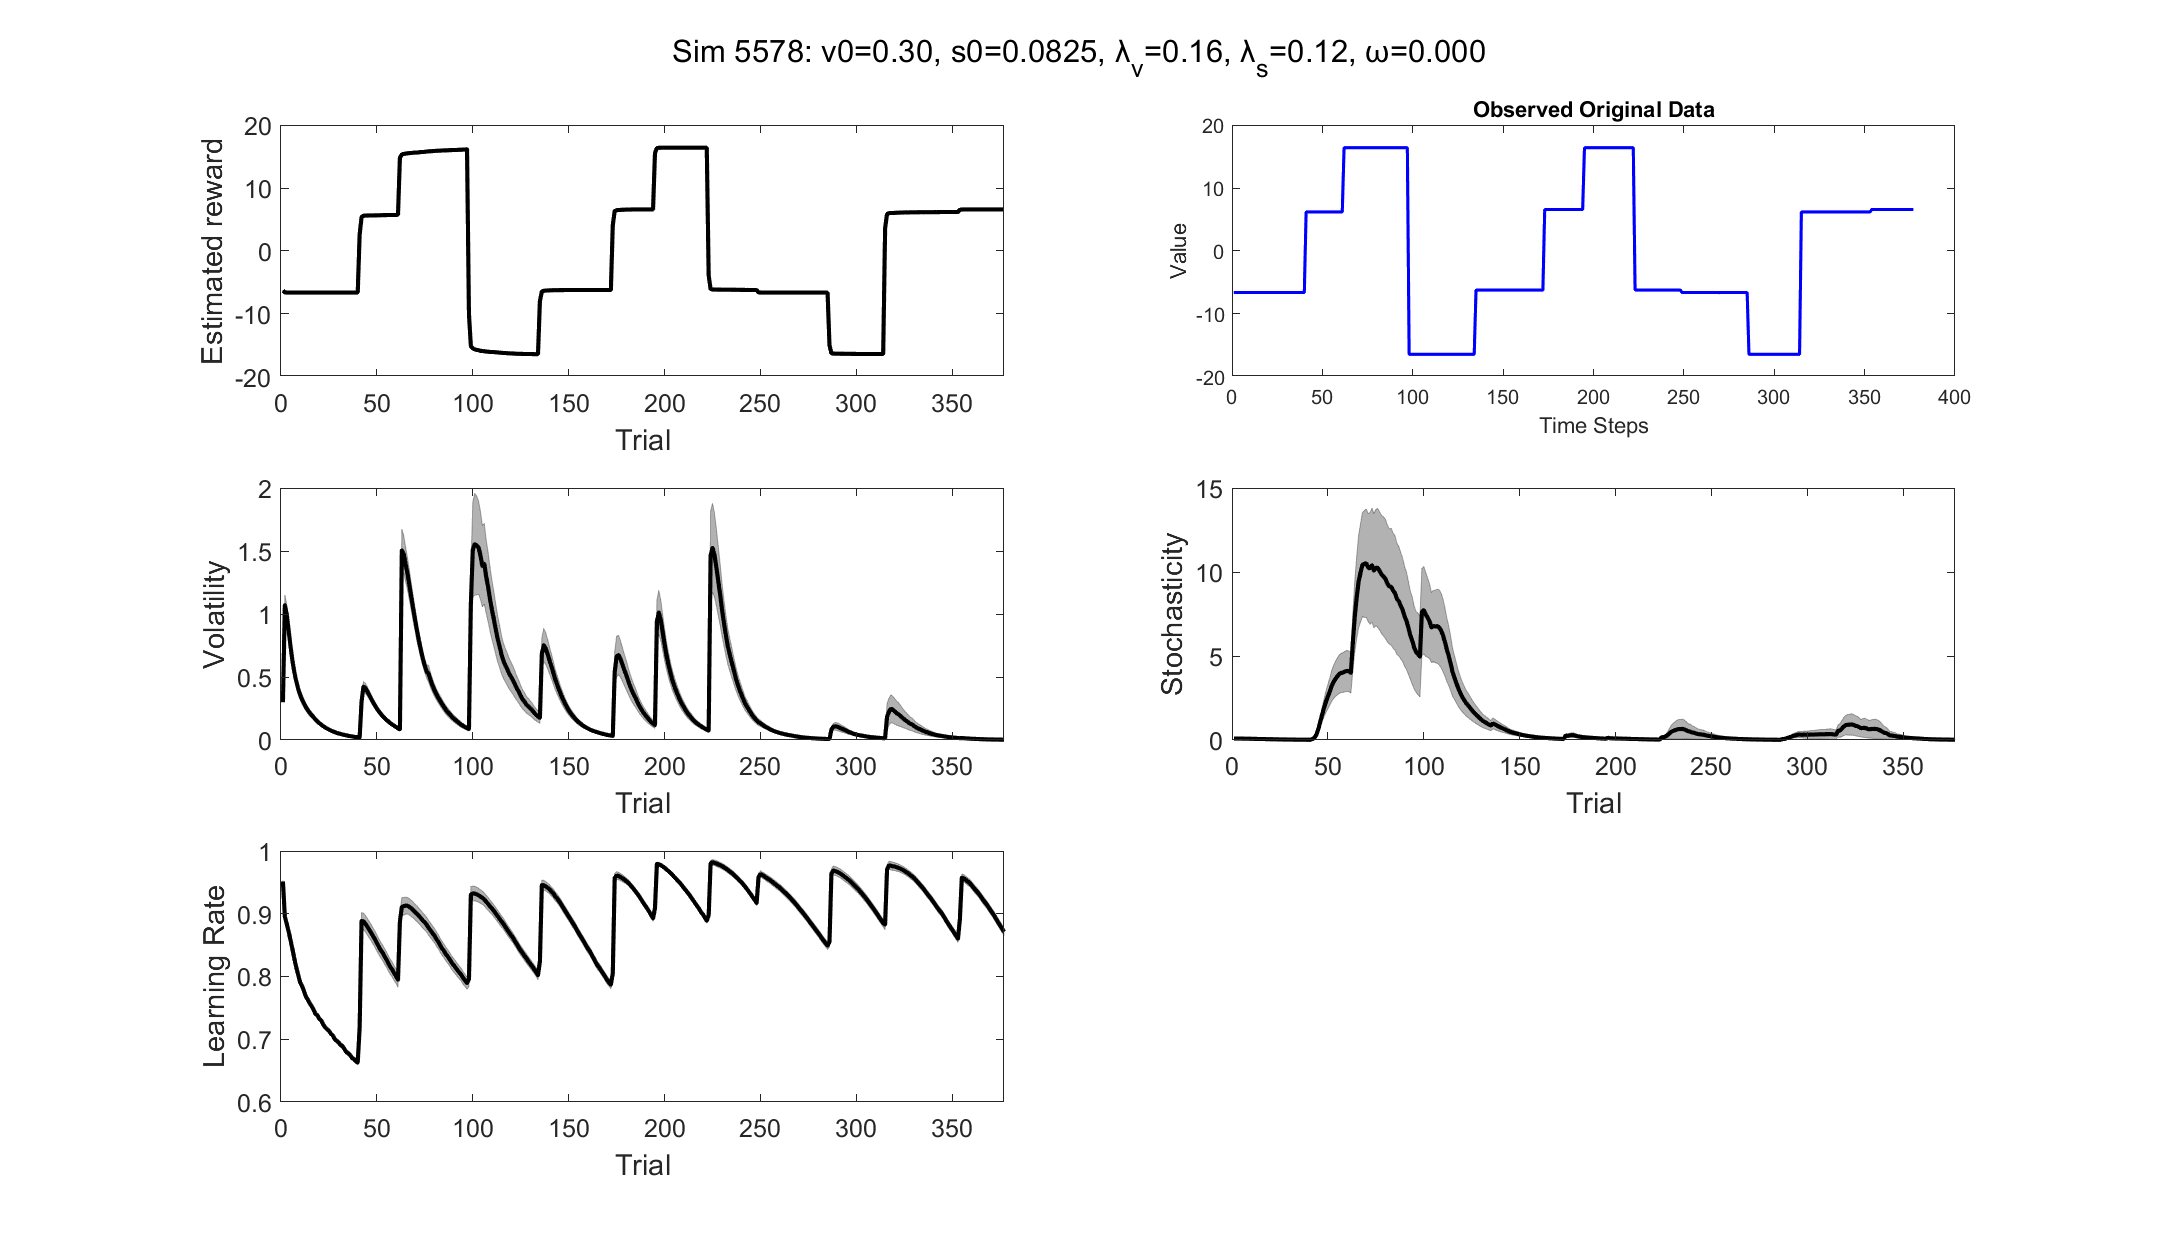 Sim 5578: v0=0.30, s0=0.0825, λ_v=0.16, λ_s=0.12, ω=0.000
Estimated reward
20
10
0
-10
-20
0 50 100 150 200 250 300 350
Trial
Observed Original Data
Value
20
10
0
-10
-20
0 50 100 150 200 250 300 350 400
Time Steps
Volatility
2
1.5
1
0.5
0
0 50 100 150 200 250 300 350
Trial
Stochasticity
15
10
5
0
0 50 100 150 200 250 300 350
Trial
Learning Rate
1
0.9
0.8
0.7
0.6
0 50 100 150 200 250 300 350
Trial